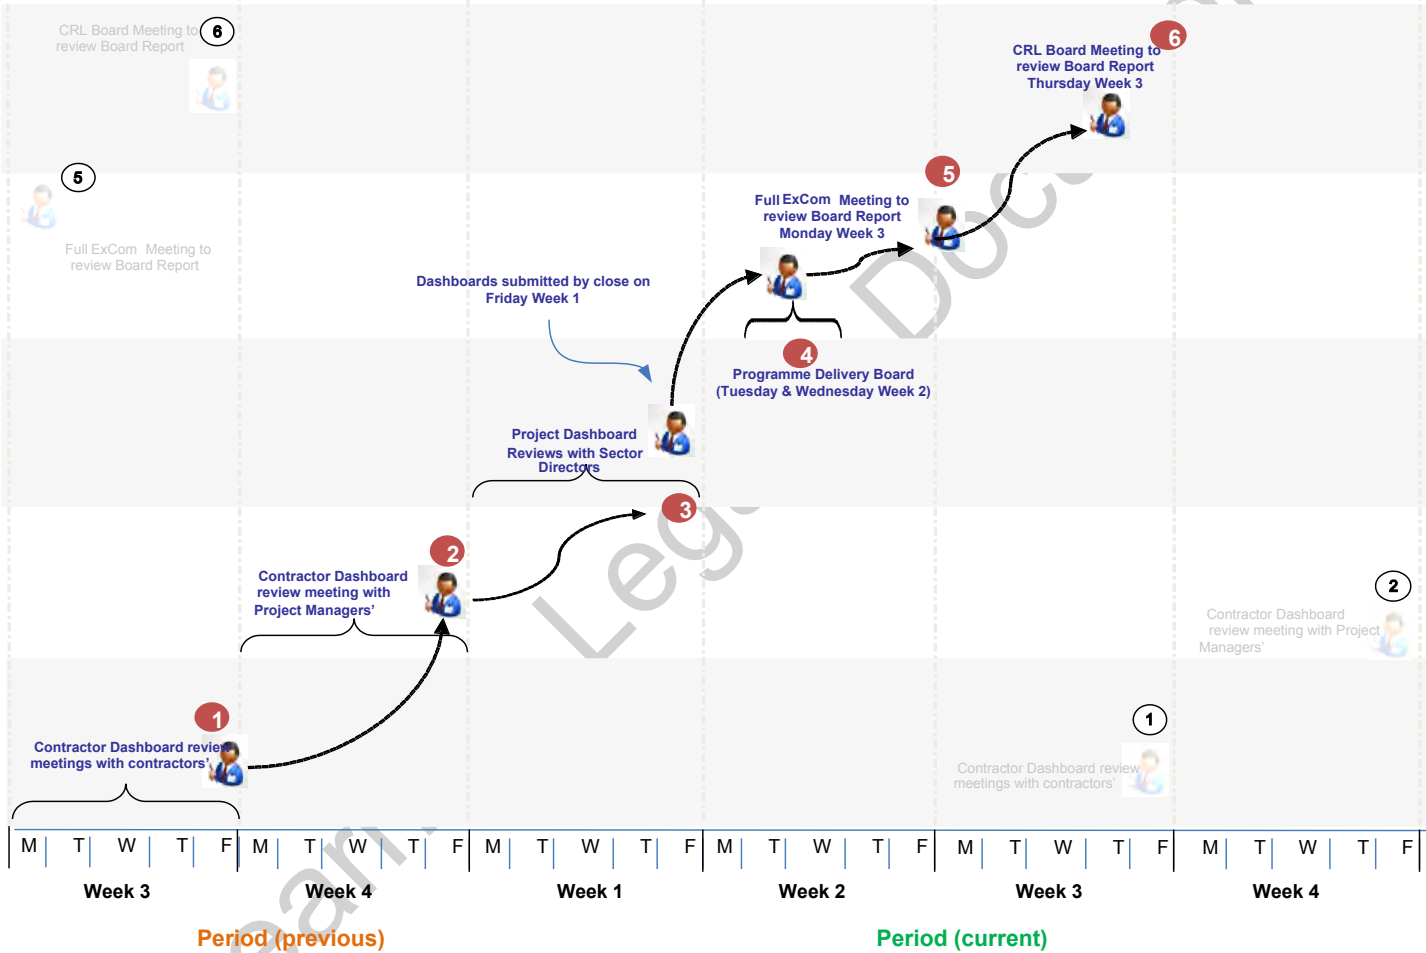 CRL Board Meeting to
review Board Report
6
5
Full ExCom Meeting to
review Board Report
6
CRL Board Meeting to
review Board Report
Thursday Week 3
5
Full ExCom Meeting to
review Board Report
Monday Week 3
Dashboards submitted by close on
Friday Week 1
4
Programme Delivery Board
(Tuesday & Wednesday Week 2)
Project Dashboard
Reviews with Sector
Directors
3
2
Contractor Dashboard
review meeting with
Project Managers'
2
Contractor Dashboard
review meeting with Project
Managers'
1
Contractor Dashboard review
meetings with contractors'
1
Contractor Dashboard review
meetings with contractors'
M T W T F M T W T F M T W T F M T W T F M T W T F M T W T F
Week 3 Week 4 Week 1 Week 2 Week 3 Week 4
Period (previous) Period (current)